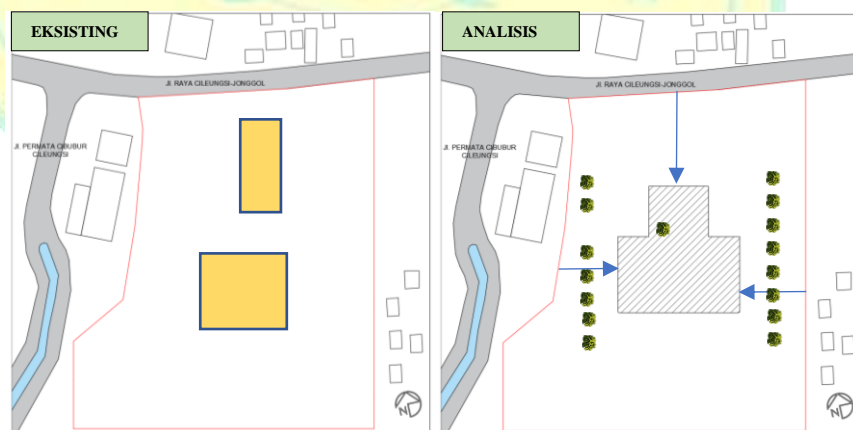 EKSISTING
JL RAYA CILEUNGSI-JONGGOL
JL PERMATA CIBUBUR
CILEUNGSI
N
ANALISIS
JL RAYA CILEUNGSI-JONGGOL
JL PERMATA CIBUBUR
CILEUNGSI
N